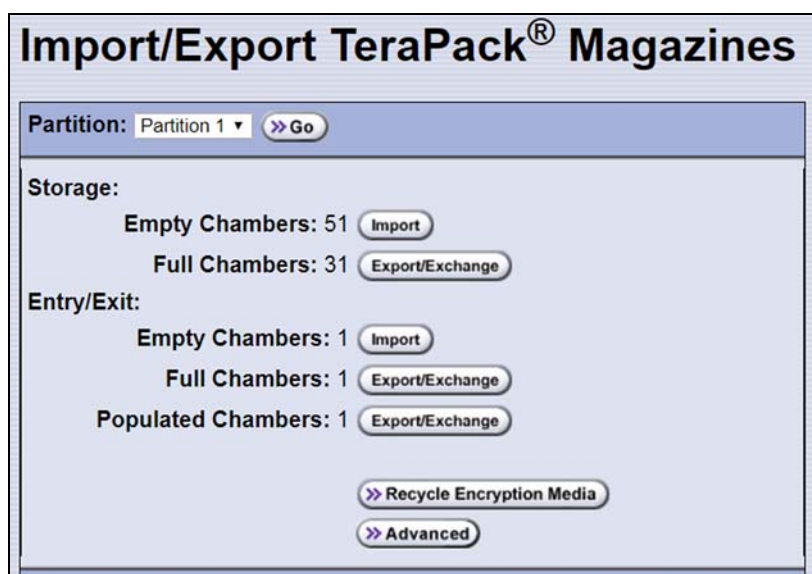 Import/Export TeraPack® Magazines
Partition: Partition 1 ▾ >> Go
Storage:
Empty Chambers: 51 Import
Full Chambers: 31 Export/Exchange
Entry/Exit:
Empty Chambers: 1 Import
Full Chambers: 1 Export/Exchange
Populated Chambers: 1 Export/Exchange
>> Recycle Encryption Media
>> Advanced